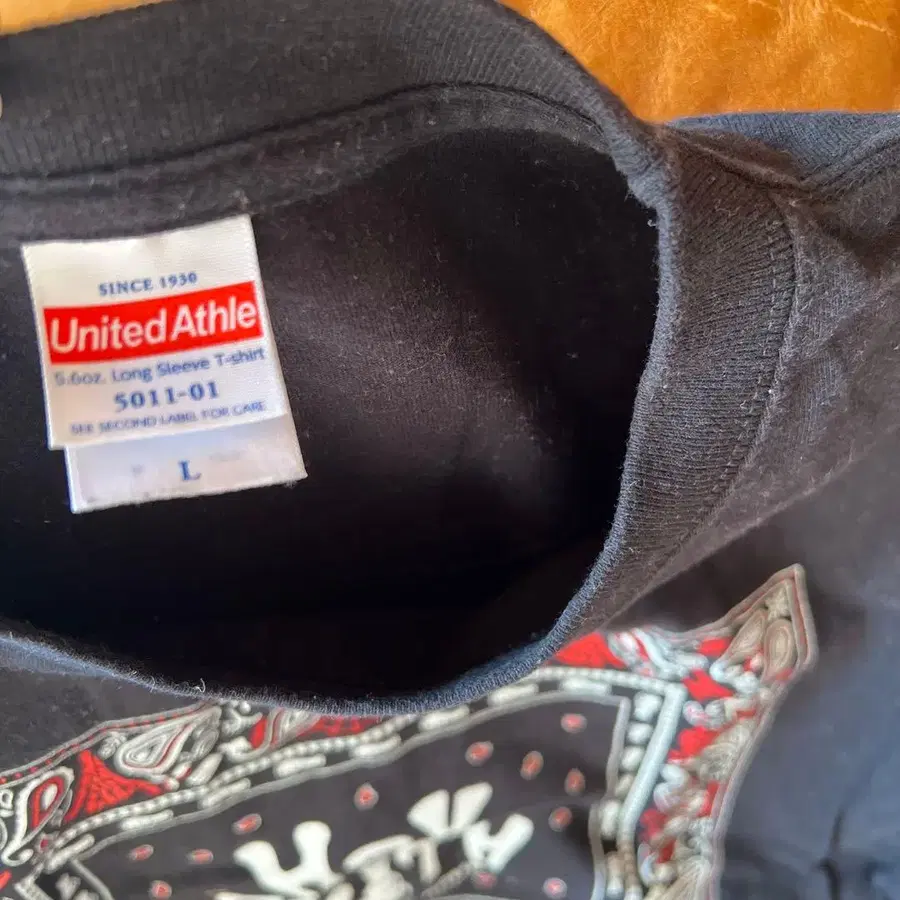 SINCE 1930
United Athle
5.6oz. Long Sleeve T-shirt
5011-01
SEE SECOND LABEL FOR CARE
L